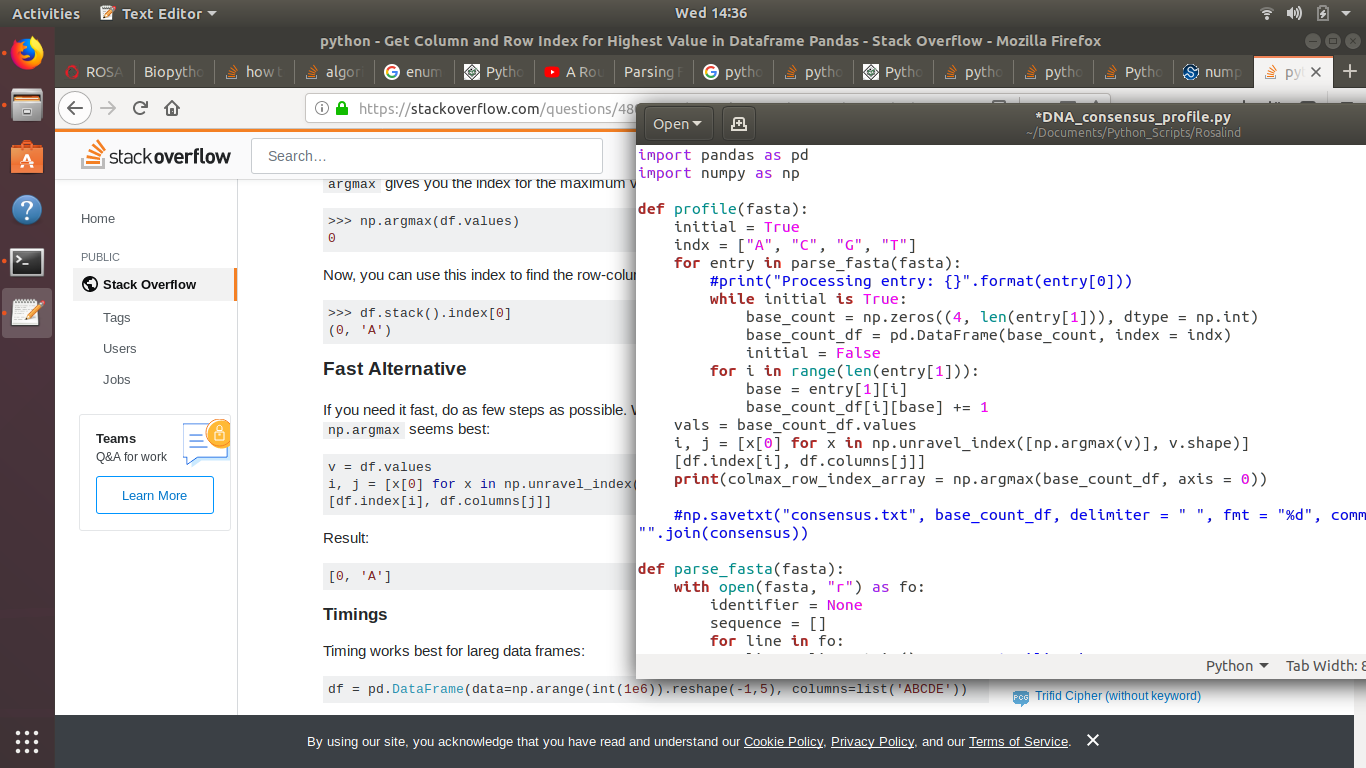 Activities Text Editor Wed 14:36
python - Get Column and Row Index for Highest Value in Dataframe Pandas - Stack Overflow - Mozilla Firefox
ROSA Biopytho how t algor enum Pytho A Rou Parsing F pytho pytho Pytho pytho pytho Pytho nump pyt
https://stackoverflow.com/questions/486
stackoverflow Search…
Home
PUBLIC
Stack Overflow
Tags
Users
Jobs
Teams
Q&A for work
Learn More
argmax gives you the index for the maximum v
>>> np.argmax(df.values)
0
Now, you can use this index to find the row-colu
>>> df.stack().index[0]
(0, 'A')
Fast Alternative
If you need it fast, do as few steps as possible. W
np.argmax seems best:
v = df.values
i, j = [x[0] for x in np.unravel_index(
[df.index[i], df.columns[j]]
Result:
[0, 'A']
Timings
Timing works best for lareg data frames:
df = pd.DataFrame(data=np.arange(int(1e6)).reshape(-1,5), columns=list('ABCDE'))
Open
*DNA_consensus_profile.py
~/Documents/Python_Scripts/Rosalind
import pandas as pd
import numpy as np
def profile(fasta):
initial = True
indx = ["A", "C", "G", "T"]
for entry in parse_fasta(fasta):
#print("Processing entry: {}".format(entry[0]))
while initial is True:
base_count = np.zeros((4, len(entry[1])), dtype = np.int)
base_count_df = pd.DataFrame(base_count, index = indx)
initial = False
for i in range(len(entry[1])):
base = entry[1][i]
base_count_df[i][base] += 1
vals = base_count_df.values
i, j = [x[0] for x in np.unravel_index([np.argmax(v)], v.shape)]
[df.index[i], df.columns[j]]
print(colmax_row_index_array = np.argmax(base_count_df, axis = 0))
#np.savetxt("consensus.txt", base_count_df, delimiter = " ", fmt = "%d", comm
"".join(consensus))
def parse_fasta(fasta):
with open(fasta, "r") as fo:
identifier = None
sequence = []
for line in fo:
Python Tab Width: 8
Trifid Cipher (without keyword)
By using our site, you acknowledge that you have read and understand our Cookie Policy, Privacy Policy, and our Terms of Service.